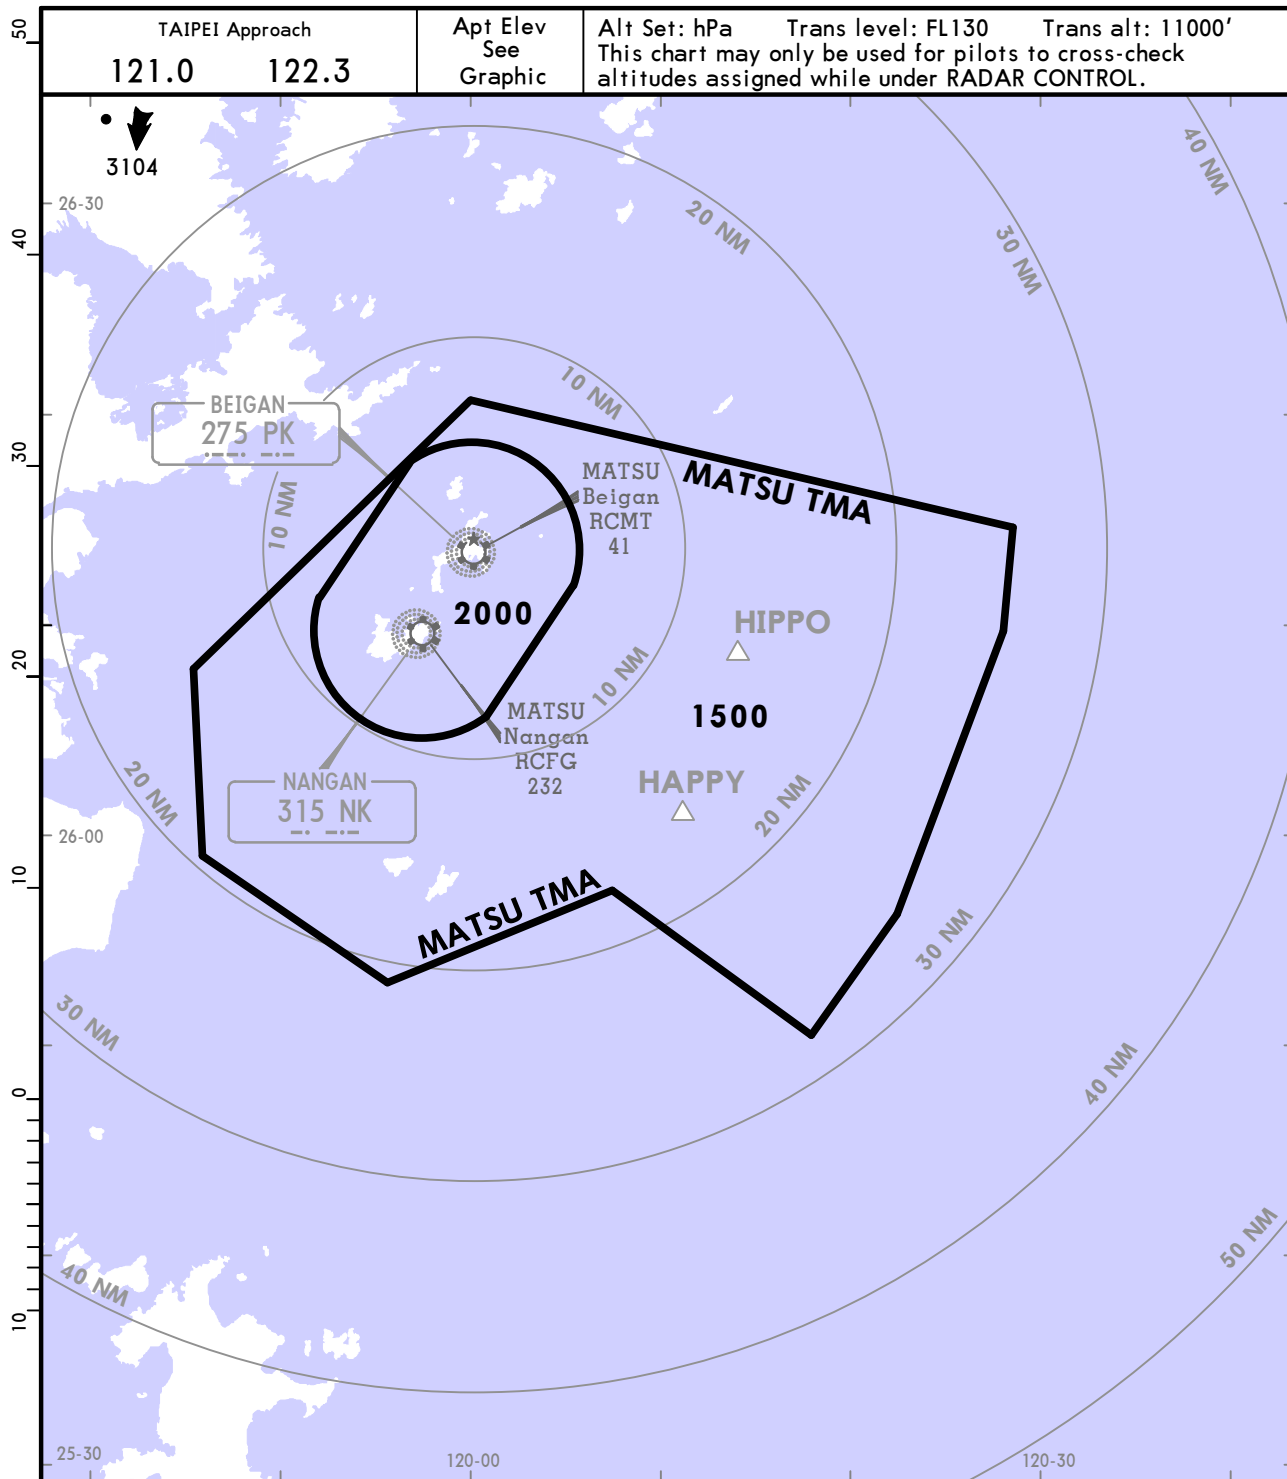 TAIPEI Approach
121.0 122.3
Apt Elev
See
Graphic
Alt Set: hPa Trans level: FL130 Trans alt: 11000'
This chart may only be used for pilots to cross-check
altitudes assigned while under RADAR CONTROL.
50
40
30
20
10
0
10
3104
26-30
40 NM
20 NM
30 NM
10 NM
BEIGAN
275 PK
10 NM
MATSU
Beigan
RCMT
41
MATSU TMA
2000
HIPPO
10 NM
1500
MATSU
Nangan
RCFG
232
HAPPY
NANGAN
315 NK
20 NM
20 NM
26-00
MATSU TMA
30 NM
30 NM
40 NM
50 NM
40 NM
25-30
120-00
120-30